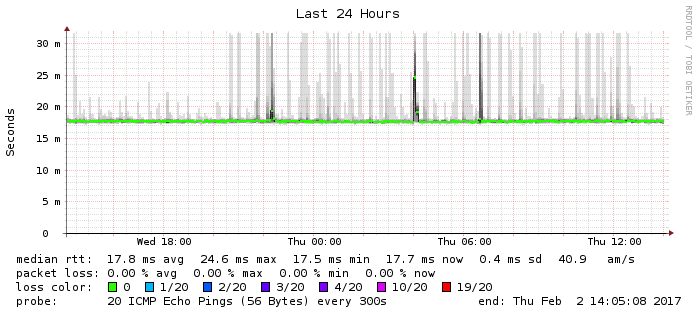 Last 24 Hours
RRDTOOL / TOBI OETIKER
Seconds
30 m
25 m
20 m
15 m
10 m
5 m
0
Wed 18:00 Thu 00:00 Thu 06:00 Thu 12:00
median rtt: 17.8 ms avg 24.6 ms max 17.5 ms min 17.7 ms now 0.4 ms sd 40.9 am/s
packet loss: 0.00 % avg 0.00 % max 0.00 % min 0.00 % now
loss color: 0 1/20 2/20 3/20 4/20 10/20 19/20
probe: 20 ICMP Echo Pings (56 Bytes) every 300s end: Thu Feb 2 14:05:08 2017